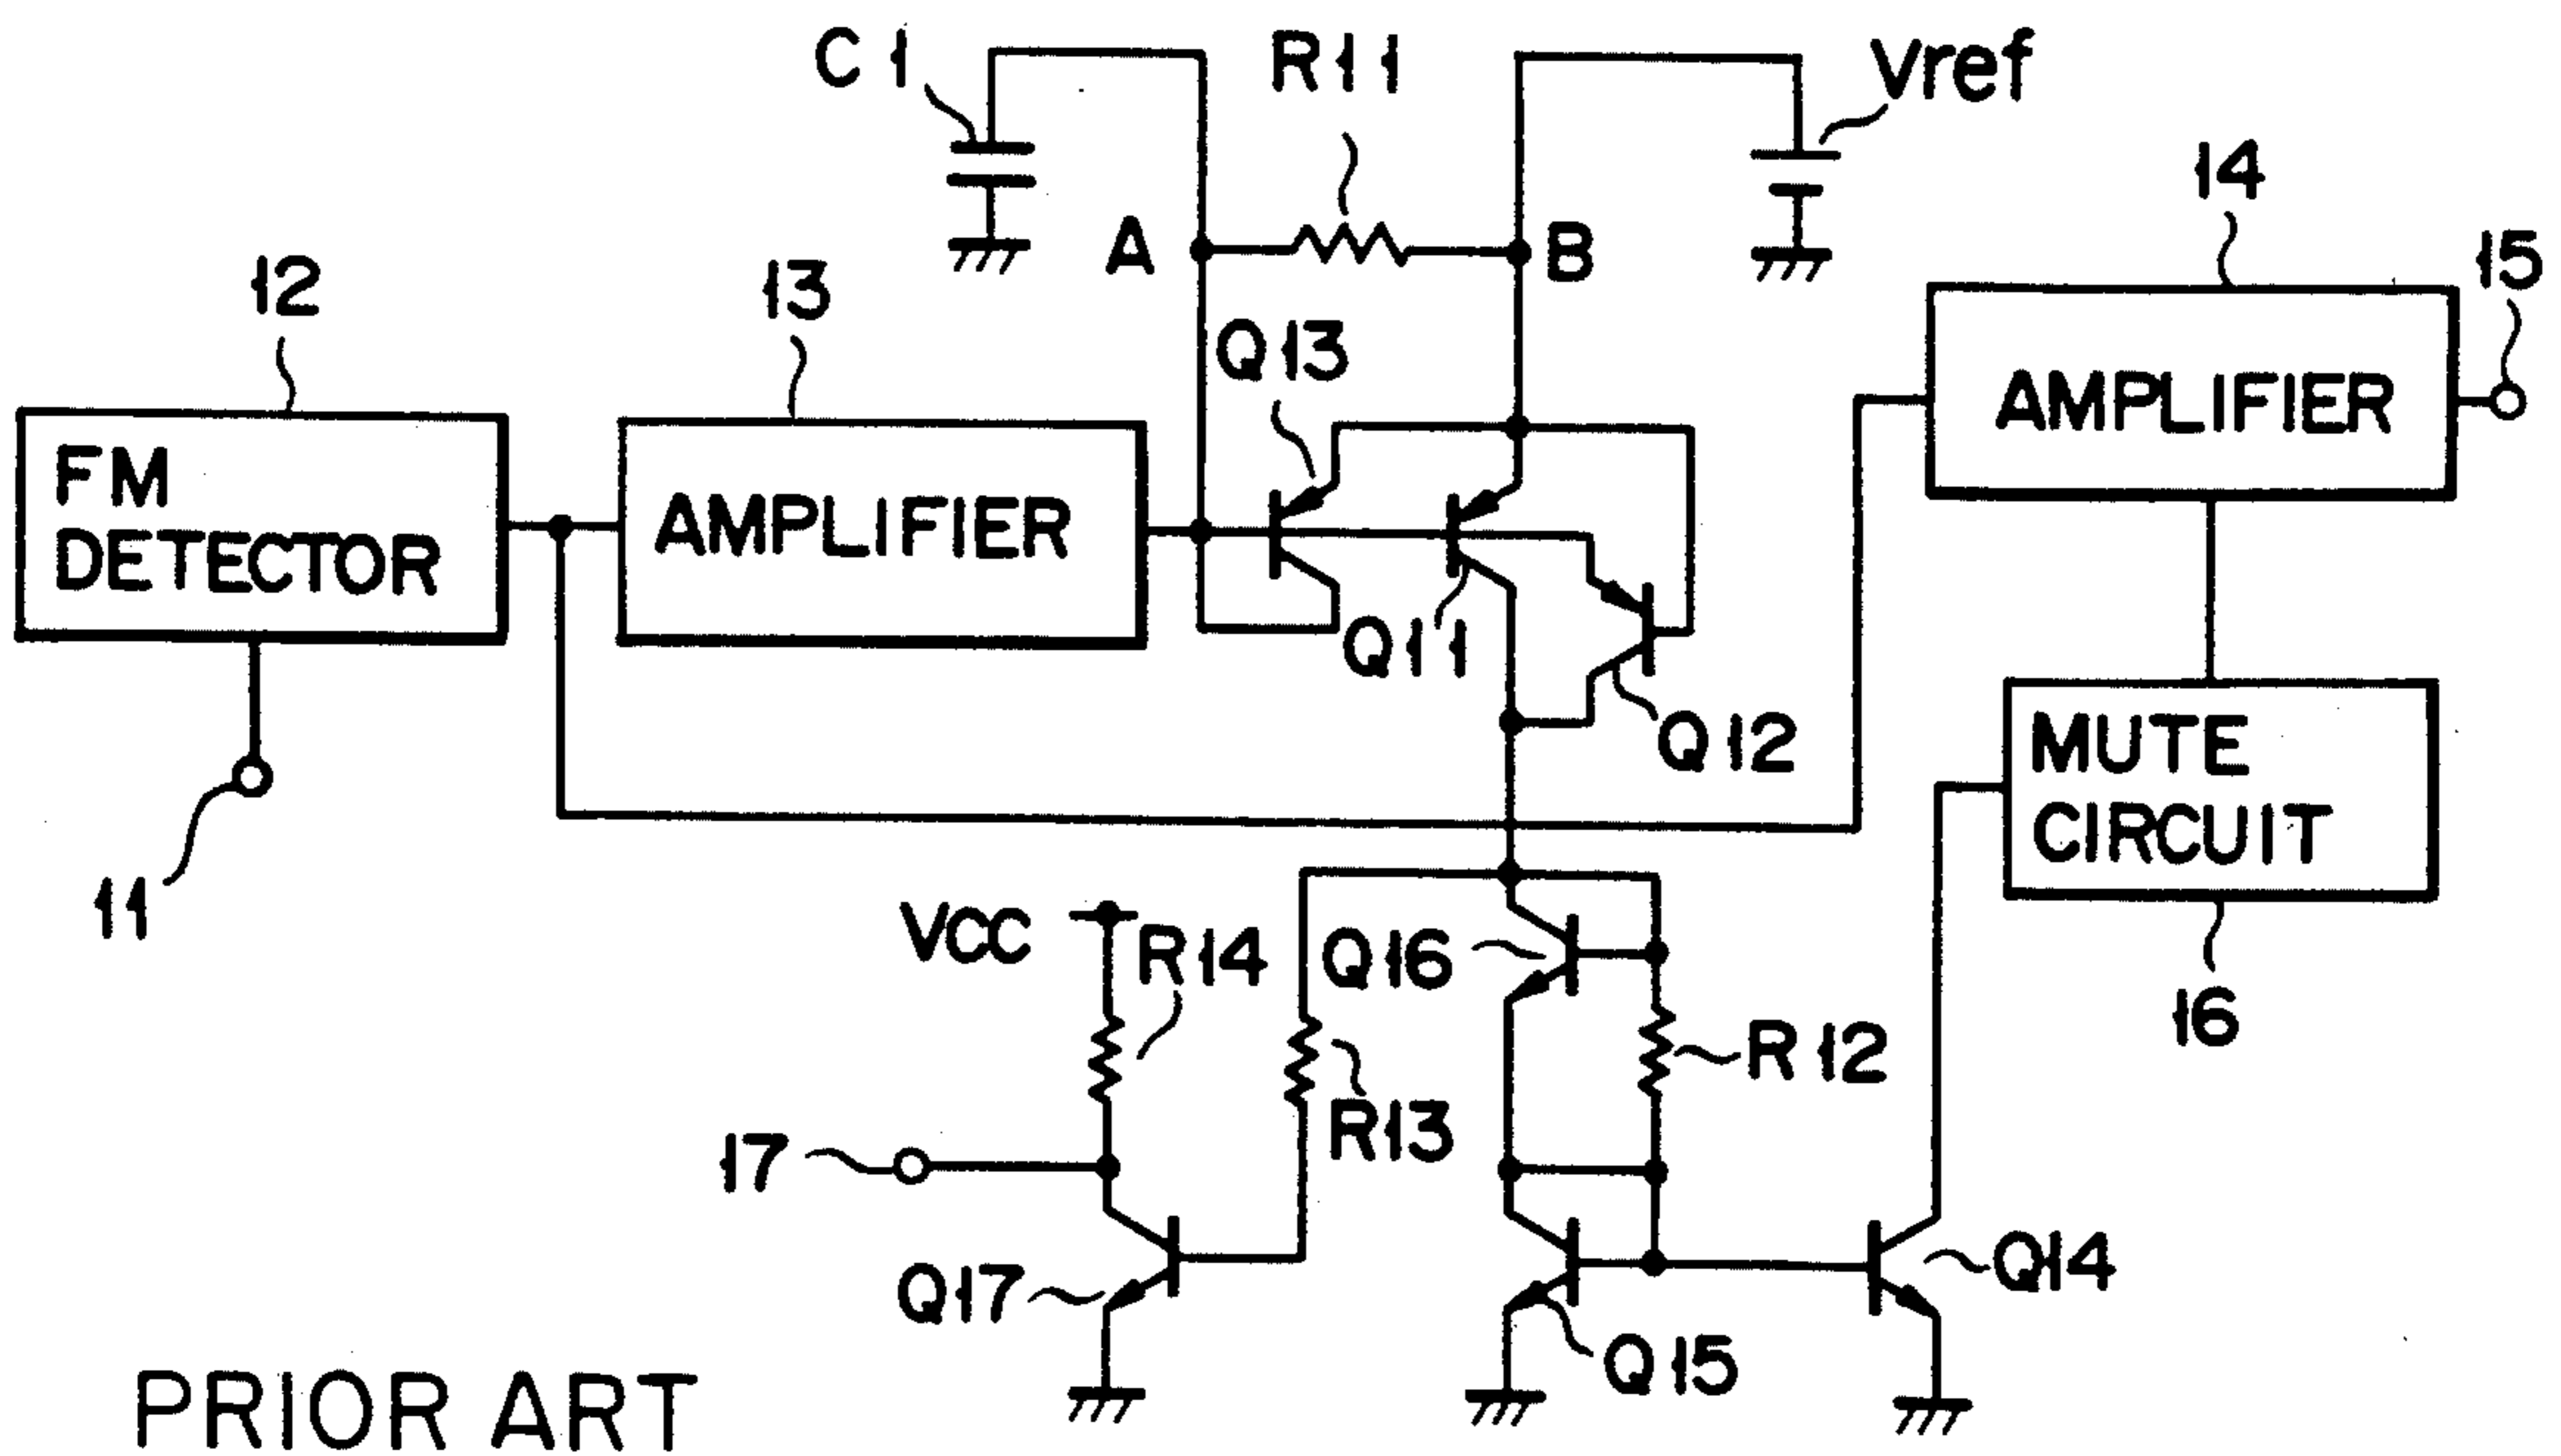 C1
R11
Vref
14
A
B
15
12
13
Q13
AMPLIFIER
FM
DETECTOR
AMPLIFIER
Q11
Q12
MUTE
CIRCUIT
11
VCC
R14
Q16
R12
16
R13
17
Q17
Q14
Q15
PRIOR ART